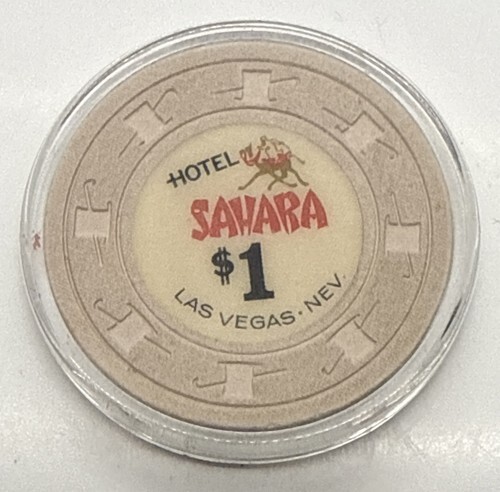 HOTEL
SAHARA
$1
LAS VEGAS · NEV.